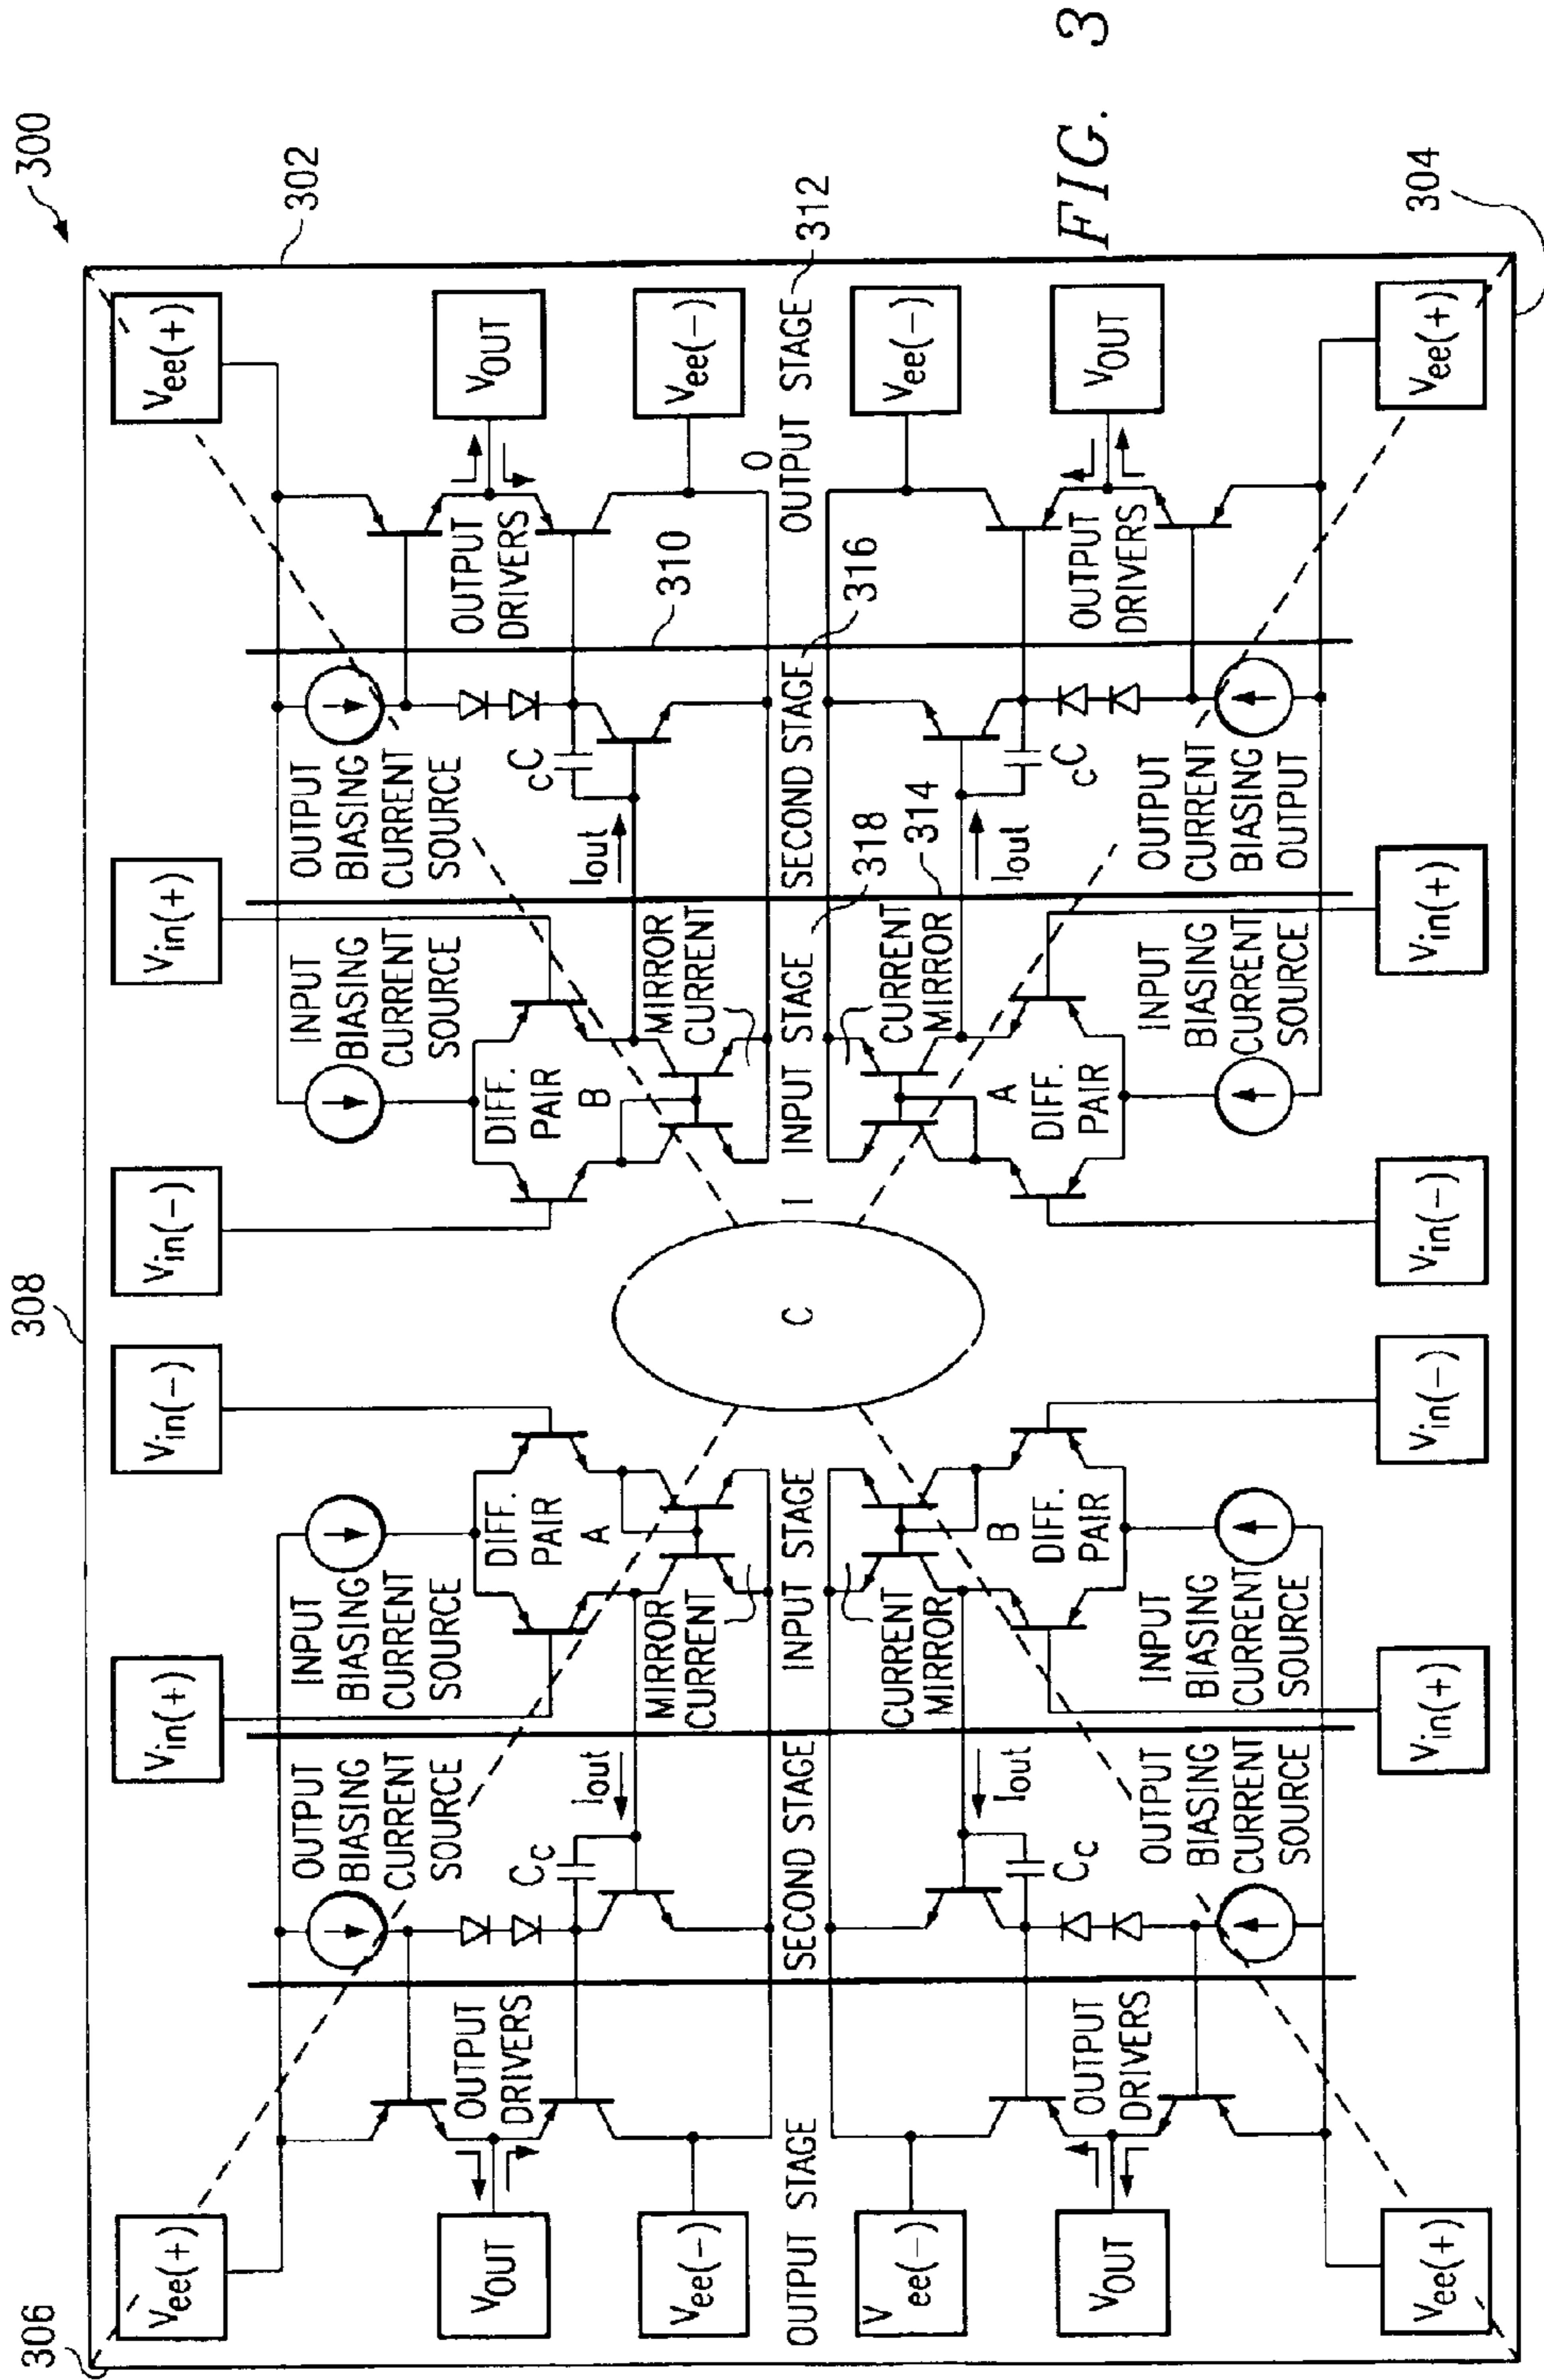 306
308
300
Vee(+)
Vin(+)
Vin(−)
Vin(−)
Vin(+)
Vee(+)
302
OUTPUT
BIASING
CURRENT
SOURCE
INPUT
BIASING
CURRENT
SOURCE
INPUT
BIASING
CURRENT
SOURCE
OUTPUT
BIASING
CURRENT
SOURCE
VOUT
OUTPUT
DRIVERS
Cc
Iout
DIFF.
PAIR
A
DIFF.
PAIR
B
Iout
cC
OUTPUT
DRIVERS
VOUT
Vee(−)
MIRROR
CURRENT
MIRROR
CURRENT
310
Vee(−)
O
OUTPUT STAGE
SECOND STAGE
INPUT STAGE
C
I
INPUT STAGE
SECOND STAGE
OUTPUT STAGE
318
316
312
Vee(−)
CURRENT
MIRROR
CURRENT
MIRROR
314
Vee(−)
VOUT
OUTPUT
DRIVERS
Cc
Iout
B
DIFF.
PAIR
A
DIFF.
PAIR
Iout
cC
OUTPUT
DRIVERS
VOUT
FIG. 3
OUTPUT
BIASING
CURRENT
SOURCE
INPUT
BIASING
CURRENT
SOURCE
INPUT
BIASING
CURRENT
SOURCE
OUTPUT
CURRENT
BIASING
OUTPUT
Vee(+)
Vin(+)
Vin(−)
Vin(−)
Vin(+)
Vee(+)
304